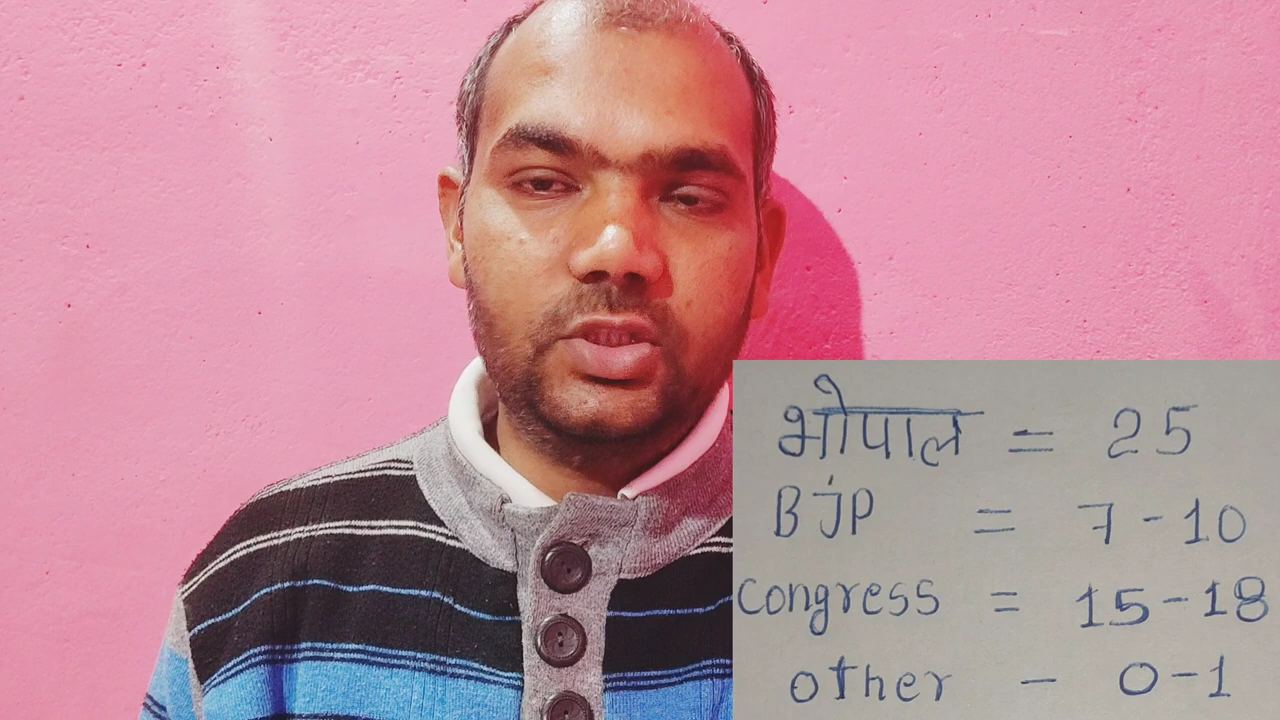 भोपाल = 25
BJP = 7-10
Congress = 15-18
other - 0-1